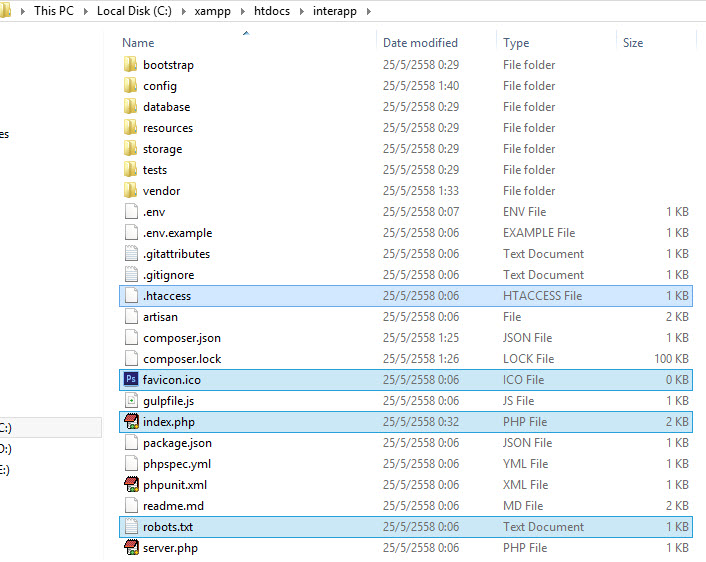 This PC Local Disk (C:) xampp htdocs interapp
Name Date modified Type Size
bootstrap 25/5/2558 0:29 File folder
config 25/5/2558 1:40 File folder
database 25/5/2558 0:29 File folder
resources 25/5/2558 0:29 File folder
storage 25/5/2558 0:29 File folder
es
tests 25/5/2558 0:29 File folder
vendor 25/5/2558 1:33 File folder
.env 25/5/2558 0:07 ENV File 1 KB
.env.example 25/5/2558 0:06 EXAMPLE File 1 KB
.gitattributes 25/5/2558 0:06 Text Document 1 KB
.gitignore 25/5/2558 0:06 Text Document 1 KB
.htaccess 25/5/2558 0:06 HTACCESS File 1 KB
artisan 25/5/2558 0:06 File 2 KB
composer.json 25/5/2558 1:25 JSON File 1 KB
composer.lock 25/5/2558 1:26 LOCK File 100 KB
Ps favicon.ico 25/5/2558 0:06 ICO File 0 KB
gulpfile.js 25/5/2558 0:06 JS File 1 KB
C:) index.php 25/5/2558 0:32 PHP File 2 KB
D:) package.json 25/5/2558 0:06 JSON File 1 KB
E:) phpspec.yml 25/5/2558 0:06 YML File 1 KB
phpunit.xml 25/5/2558 0:06 XML File 1 KB
readme.md 25/5/2558 0:06 MD File 2 KB
robots.txt 25/5/2558 0:06 Text Document 1 KB
server.php 25/5/2558 0:06 PHP File 1 KB